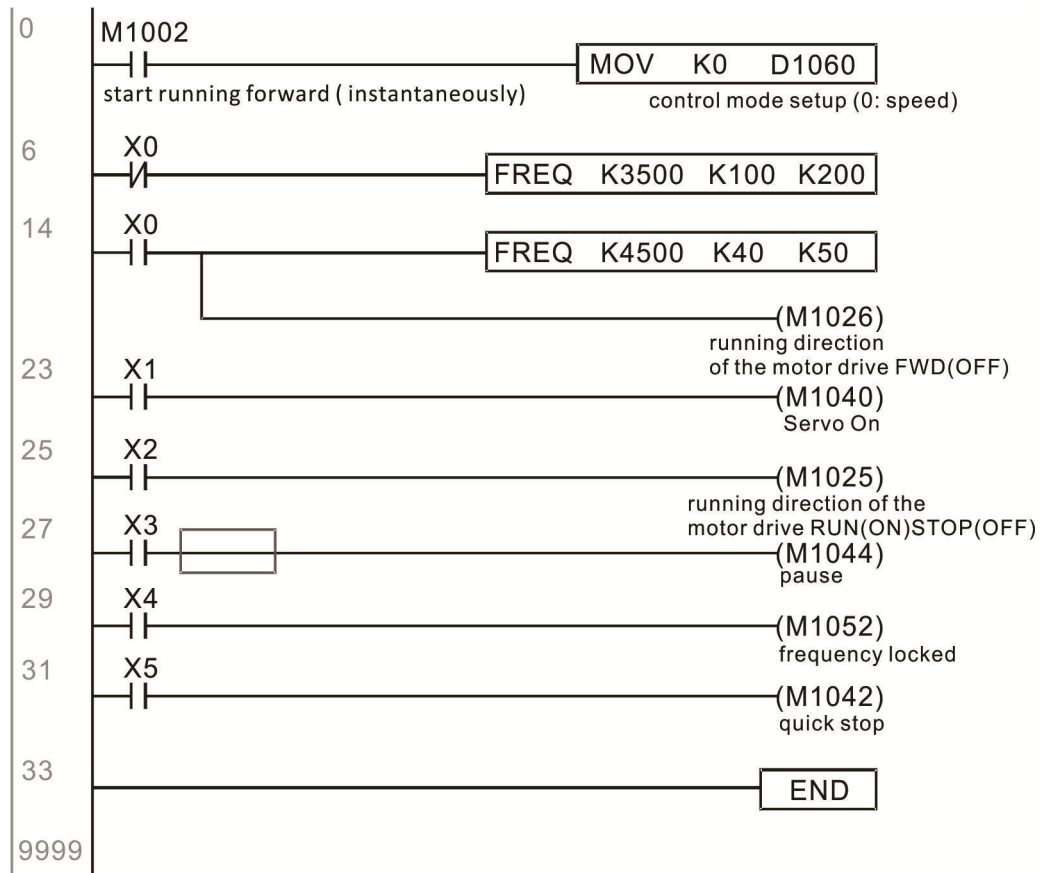 0
M1002
MOV K0 D1060
start running forward ( instantaneously)
control mode setup (0: speed)
6
X0
FREQ K3500 K100 K200
14
X0
FREQ K4500 K40 K50
(M1026)
running direction
of the motor drive FWD(OFF)
23
X1
(M1040)
Servo On
25
X2
(M1025)
running direction of the
motor drive RUN(ON)STOP(OFF)
27
X3
(M1044)
pause
29
X4
(M1052)
frequency locked
31
X5
(M1042)
quick stop
33
END
9999